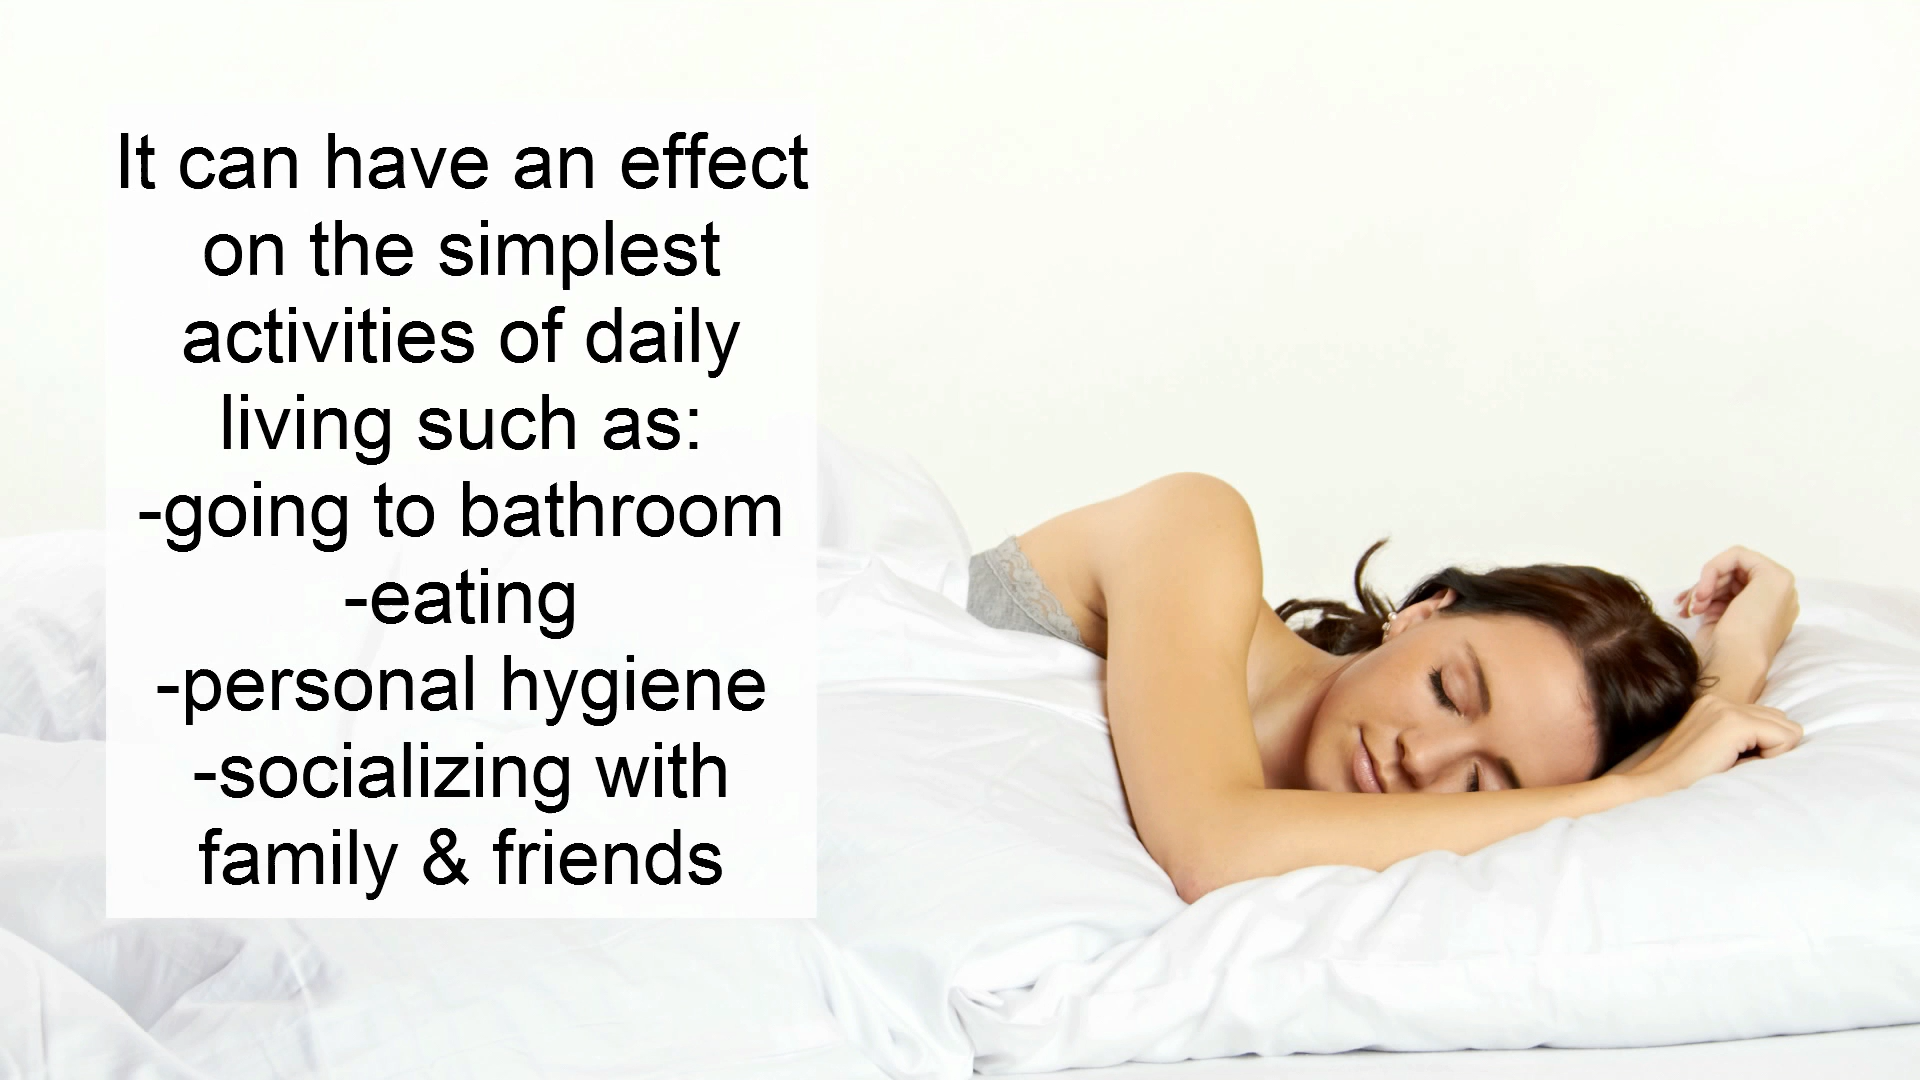 It can have an effect
on the simplest
activities of daily
living such as:
-going to bathroom
-eating
-personal hygiene
-socializing with
family & friends